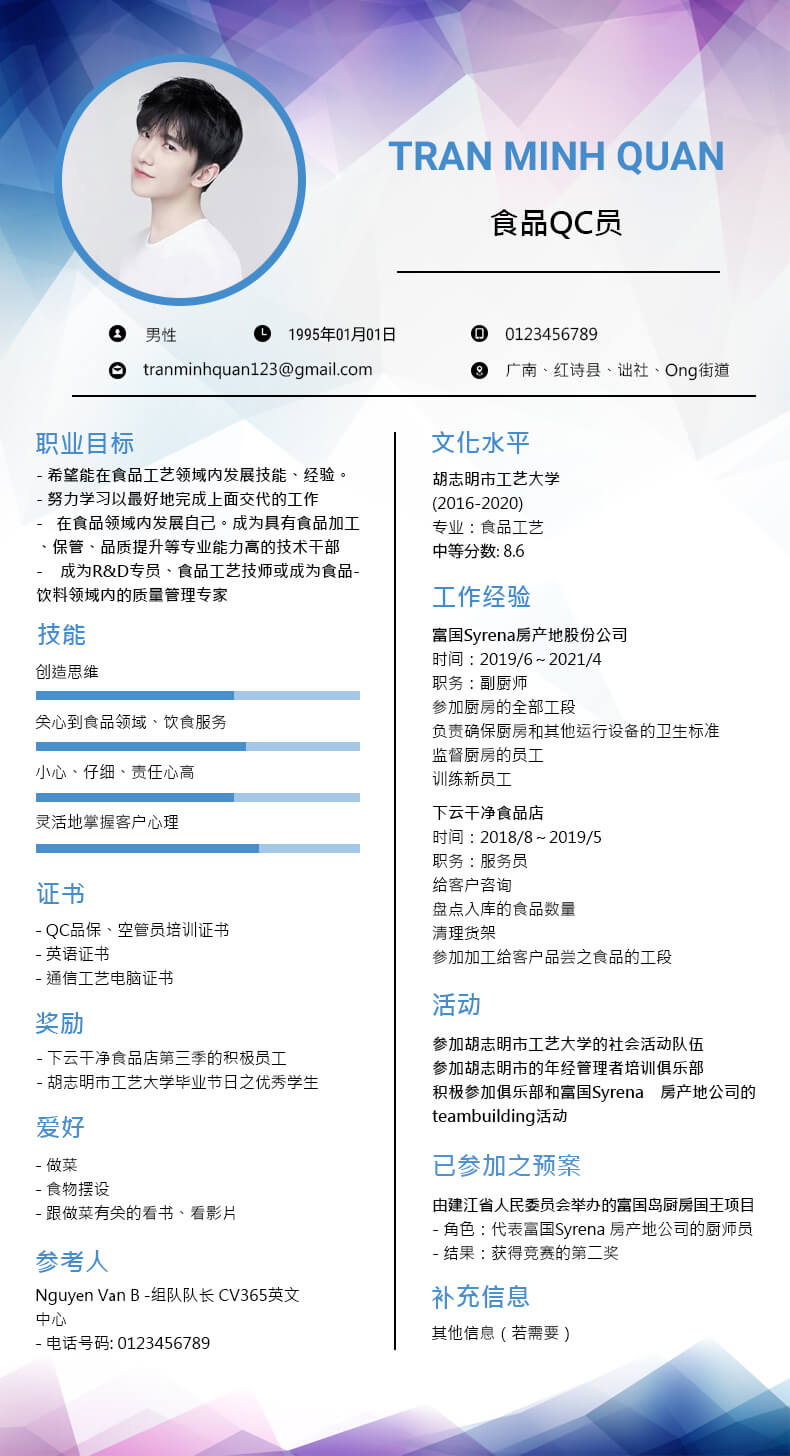 TRAN MINH QUAN
食品QC员
男性
1995年01月01日
0123456789
tranminhquan123@gmail.com
广南、红诗县、诎社、Ong街道
职业目标
- 希望能在食品工艺领域内发展技能、经验。
- 努力学习以最好地完成上面交代的工作
- 在食品领域内发展自己。成为具有食品加工
、保管、品质提升等专业能力高的技术干部
- 成为R&D专员、食品工艺技师或成为食品-
饮料领域内的质量管理专家
技能
创造思维
关心到食品领域、饮食服务
小心、仔细、责任心高
灵活地掌握客户心理
证书
- QC品保、空管员培训证书
- 英语证书
- 通信工艺电脑证书
奖励
- 下云干净食品店第三季的积极员工
- 胡志明市工艺大学毕业节日之优秀学生
爱好
- 做菜
- 食物摆设
- 跟做菜有关的看书、看影片
参考人
Nguyen Van B -组队队长 CV365英文
中心
- 电话号码: 0123456789
文化水平
胡志明市工艺大学
(2016-2020)
专业：食品工艺
中等分数: 8.6
工作经验
富国Syrena房产地股份公司
时间：2019/6～2021/4
职务：副厨师
参加厨房的全部工段
负责确保厨房和其他运行设备的卫生标准
监督厨房的员工
训练新员工
下云干净食品店
时间：2018/8～2019/5
职务：服务员
给客户咨询
盘点入库的食品数量
清理货架
参加加工给客户品尝之食品的工段
活动
参加胡志明市工艺大学的社会活动队伍
参加胡志明市的年经管理者培训俱乐部
积极参加俱乐部和富国Syrena 房产地公司的
teambuilding活动
已参加之预案
由建江省人民委员会举办的富国岛厨房国王项目
- 角色：代表富国Syrena 房产地公司的厨师员
- 结果：获得竞赛的第二奖
补充信息
其他信息（若需要）